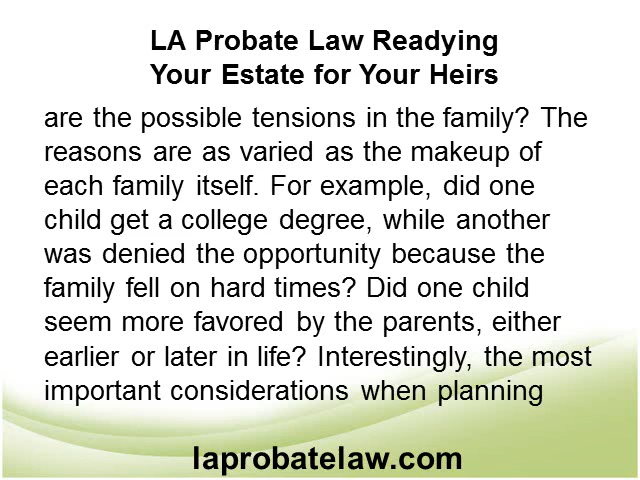 LA Probate Law Readying
Your Estate for Your Heirs
are the possible tensions in the family? The
reasons are as varied as the makeup of
each family itself. For example, did one
child get a college degree, while another
was denied the opportunity because the
family fell on hard times? Did one child
seem more favored by the parents, either
earlier or later in life? Interestingly, the most
important considerations when planning
laprobatelaw.com